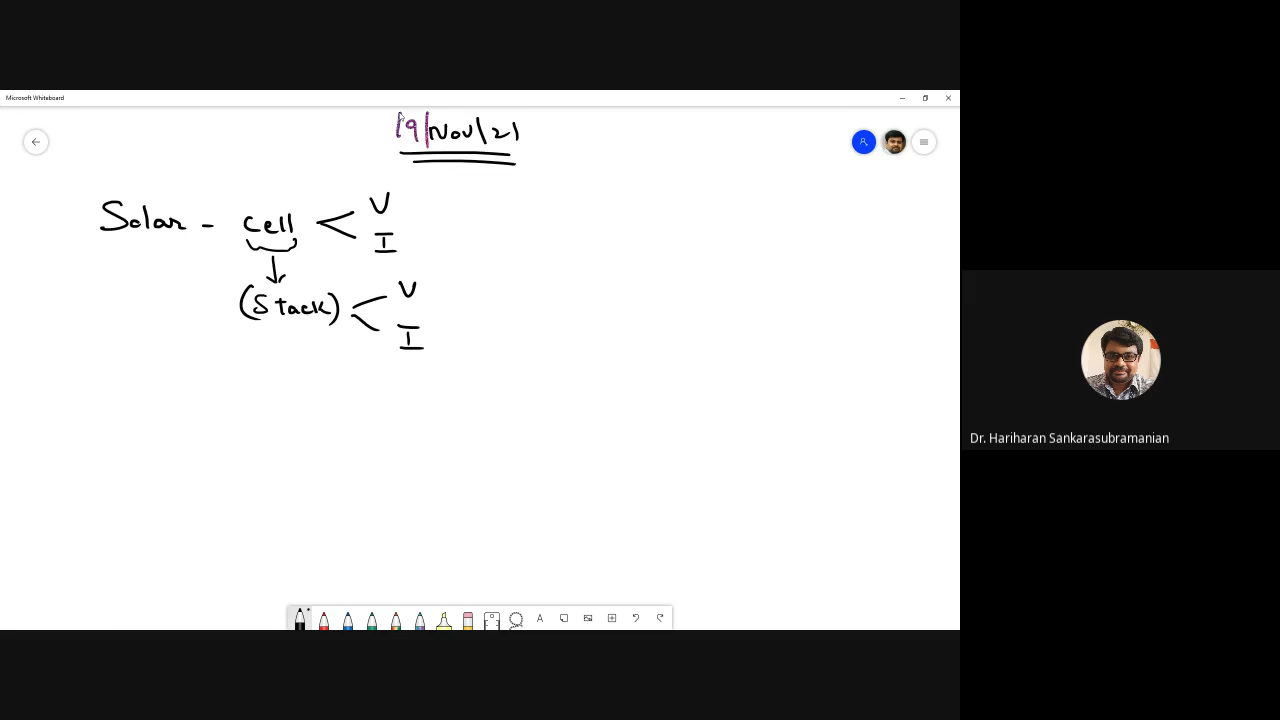 Microsoft Whiteboard
19/Nov/21
Solar - cell < V
I
(Stack) < V
I
Dr. Hariharan Sankarasubramanian
A